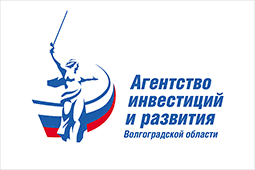 Агентство
инвестиций
и развития
Волгоградской области